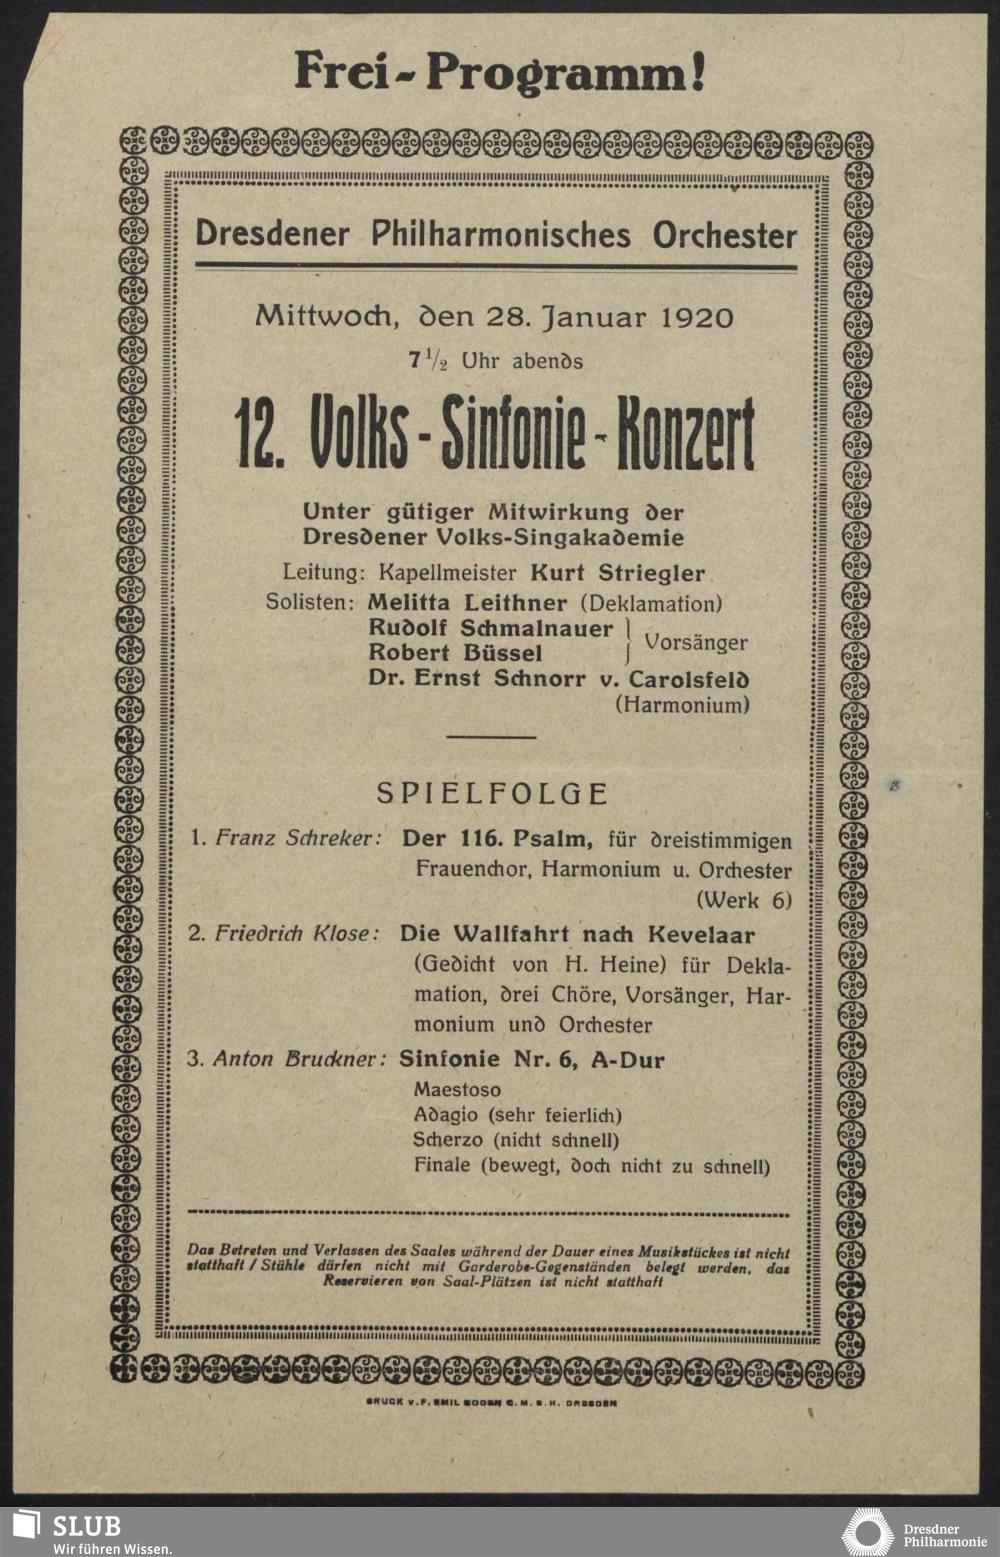 Frei-Programm!
Dresdener Philharmonisches Orchester
Mittwoch, den 28. Januar 1920
7 1/2 Uhr abends
12. Volks-Sinfonie-Konzert
Unter gütiger Mitwirkung der
Dresdener Volks-Singakademie
Leitung: Kapellmeister Kurt Striegler
Solisten: Melitta Leithner (Deklamation)
Rudolf Schmalnauer
Robert Büssel
} Vorsänger
Dr. Ernst Schnorr v. Carolsfeld
(Harmonium)
SPIELFOLGE
1. Franz Schreker: Der 116. Psalm, für dreistimmigen
Frauenchor, Harmonium u. Orchester
(Werk 6)
2. Friedrich Klose: Die Wallfahrt nach Kevelaar
(Gedicht von H. Heine) für Dekla-
mation, drei Chöre, Vorsänger, Har-
monium und Orchester
3. Anton Bruckner: Sinfonie Nr. 6, A-Dur
Maestoso
Adagio (sehr feierlich)
Scherzo (nicht schnell)
Finale (bewegt, doch nicht zu schnell)
Das Betreten und Verlassen des Saales während der Dauer eines Musikstückes ist nicht
statthaft / Stühle dürfen nicht mit Garderobe-Gegenständen belegt werden, das
Reservieren von Saal-Plätzen ist nicht statthaft
DRUCK V. F. EMIL BODEN G. M. B. H. DRESDEN
SLUB
Wir führen Wissen.
Dresdner
Philharmonie